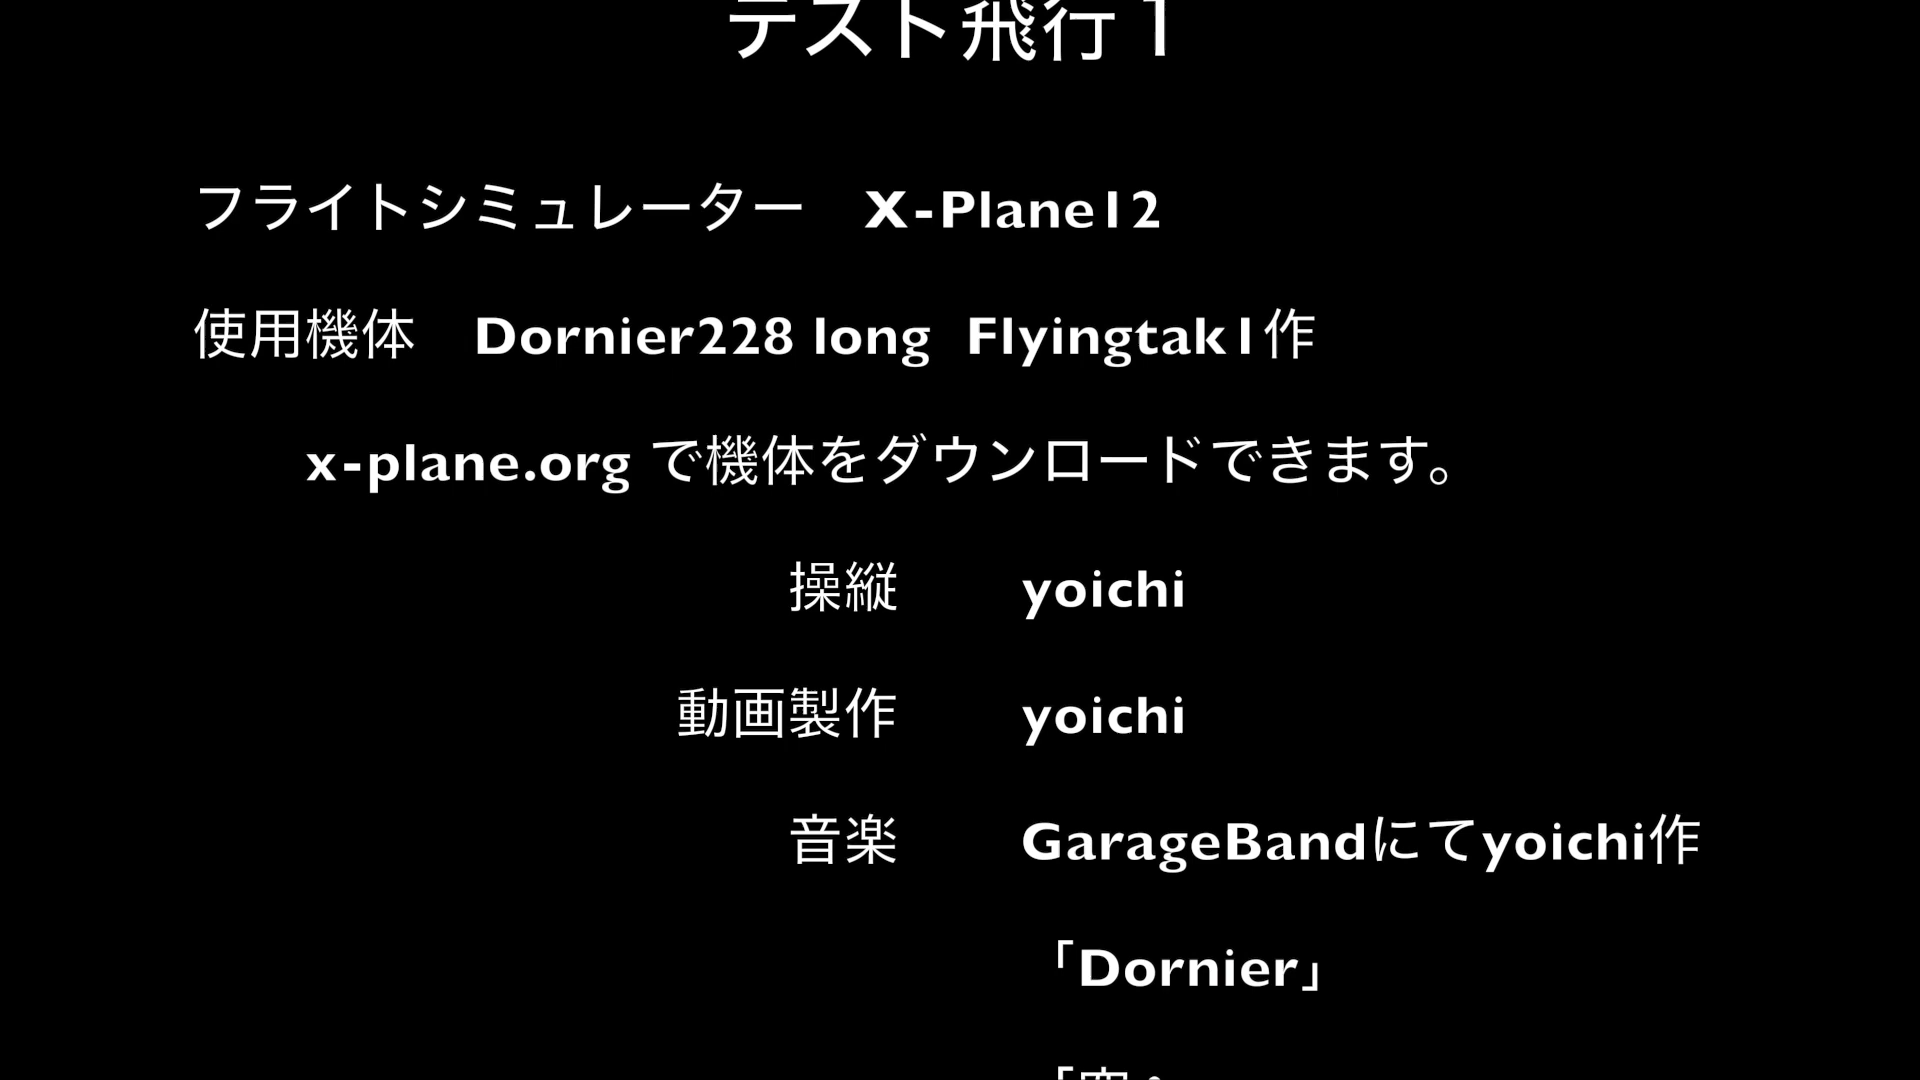 テスト飛行１
フライトシミュレーター　X-Plane12
使用機体　Dornier228 long  Flyingtak1作
x-plane.org で機体をダウンロードできます。
操縦　　yoichi
動画製作　　yoichi
音楽　　GarageBandにてyoichi作
「Dornier」